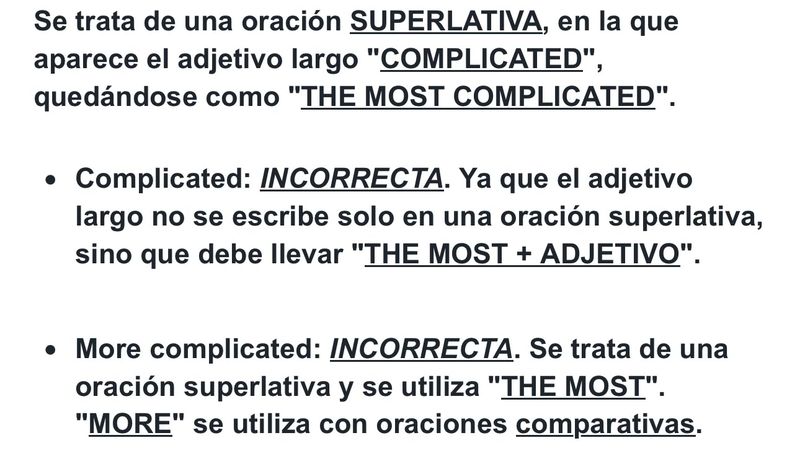 Se trata de una oración SUPERLATIVA, en la que
aparece el adjetivo largo "COMPLICATED",
quedándose como "THE MOST COMPLICATED".
• Complicated: INCORRECTA. Ya que el adjetivo
largo no se escribe solo en una oración superlativa,
sino que debe llevar "THE MOST + ADJETIVO".
• More complicated: INCORRECTA. Se trata de una
oración superlativa y se utiliza "THE MOST".
"MORE" se utiliza con oraciones comparativas.